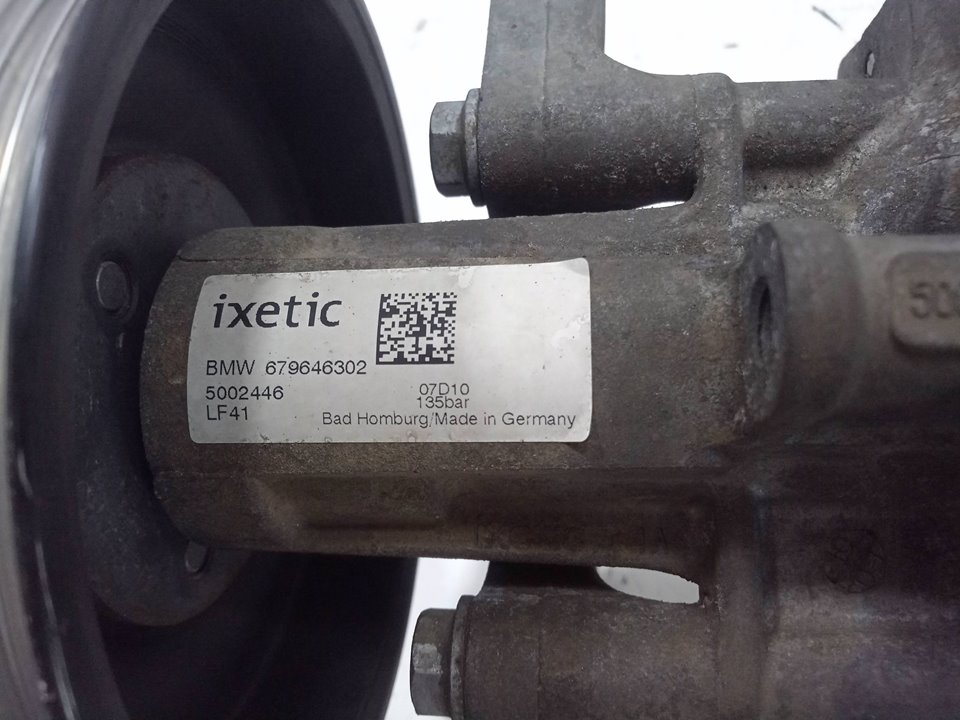 ixetic
BMW 679646302
5002446
07D10
LF41
135bar
Bad Homburg/Made in Germany